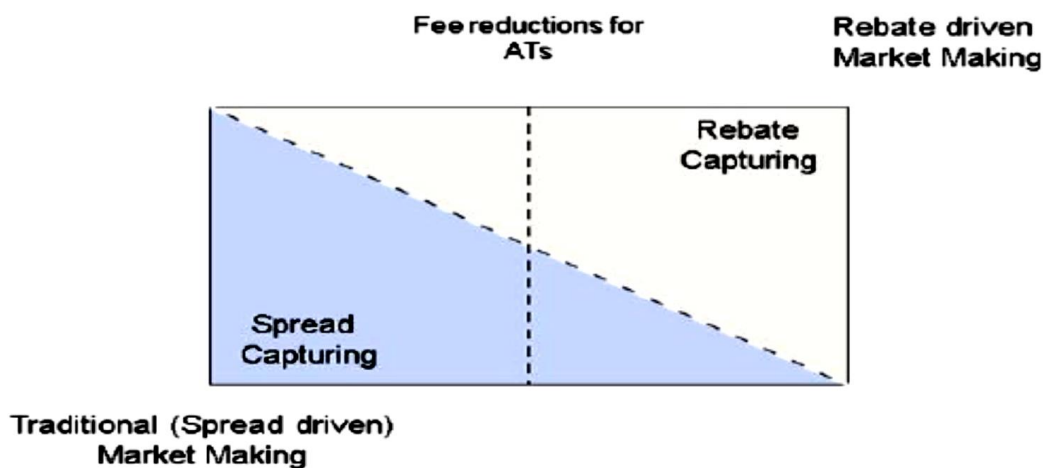 Fee reductions for
ATs
Rebate driven
Market Making
Rebate
Capturing
Spread
Capturing
Traditional (Spread driven)
Market Making